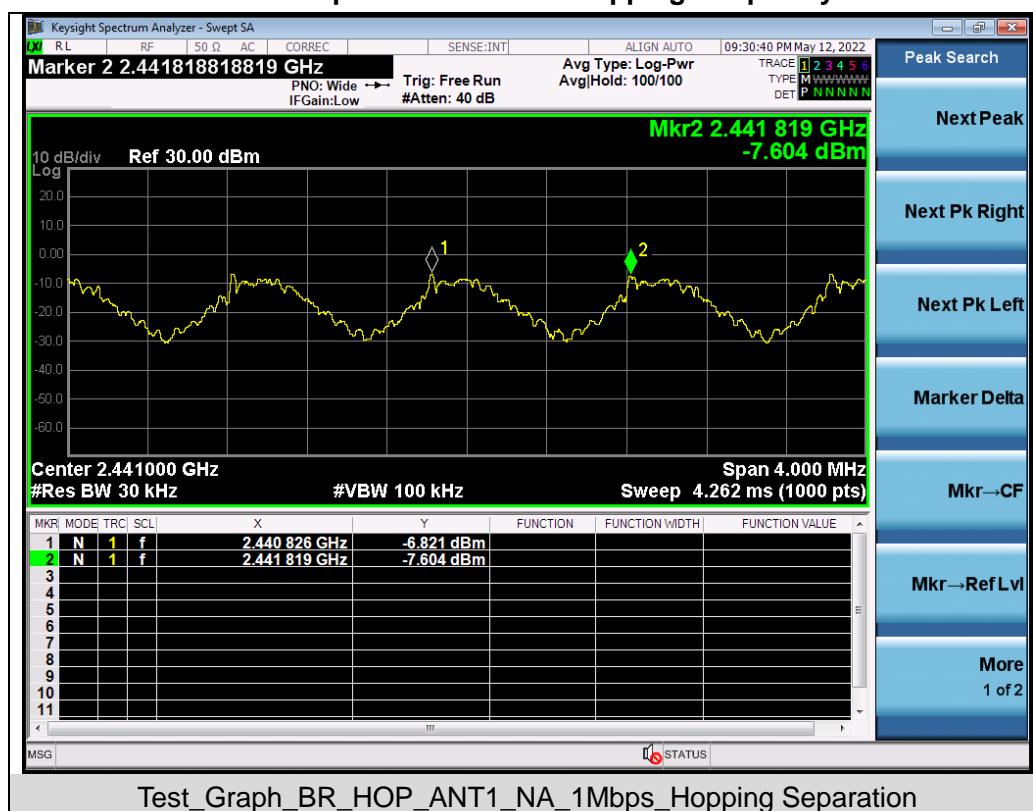 Keysight Spectrum Analyzer - Swept SA
LXI RL RF 50 Ω AC CORREC SENSE:INT ALIGN AUTO 09:30:40 PM May 12, 2022
Marker 2 2.441818818819 GHz
PNO: Wide
IFGain:Low
Trig: Free Run
#Atten: 40 dB
Avg Type: Log-Pwr
Avg|Hold: 100/100
TRACE 1 2 3 4 5 6
TYPE M WWWWW
DET P N N N N N
Mkr2 2.441 819 GHz
-7.604 dBm
10 dB/div Ref 30.00 dBm
Log
20.0
10.0
0.00
-10.0
-20.0
-30.0
-40.0
-50.0
-60.0
1
2
Center 2.441000 GHz Span 4.000 MHz
#Res BW 30 kHz #VBW 100 kHz Sweep 4.262 ms (1000 pts)
MKR MODE TRC SCL X Y FUNCTION FUNCTION WIDTH FUNCTION VALUE
1 N 1 f 2.440 826 GHz -6.821 dBm
2 N 1 f 2.441 819 GHz -7.604 dBm
3
4
5
6
7
8
9
10
11
MSG STATUS
Peak Search
Next Peak
Next Pk Right
Next Pk Left
Marker Delta
Mkr→CF
Mkr→Ref Lvl
More
1 of 2
Test_Graph_BR_HOP_ANT1_NA_1Mbps_Hopping Separation